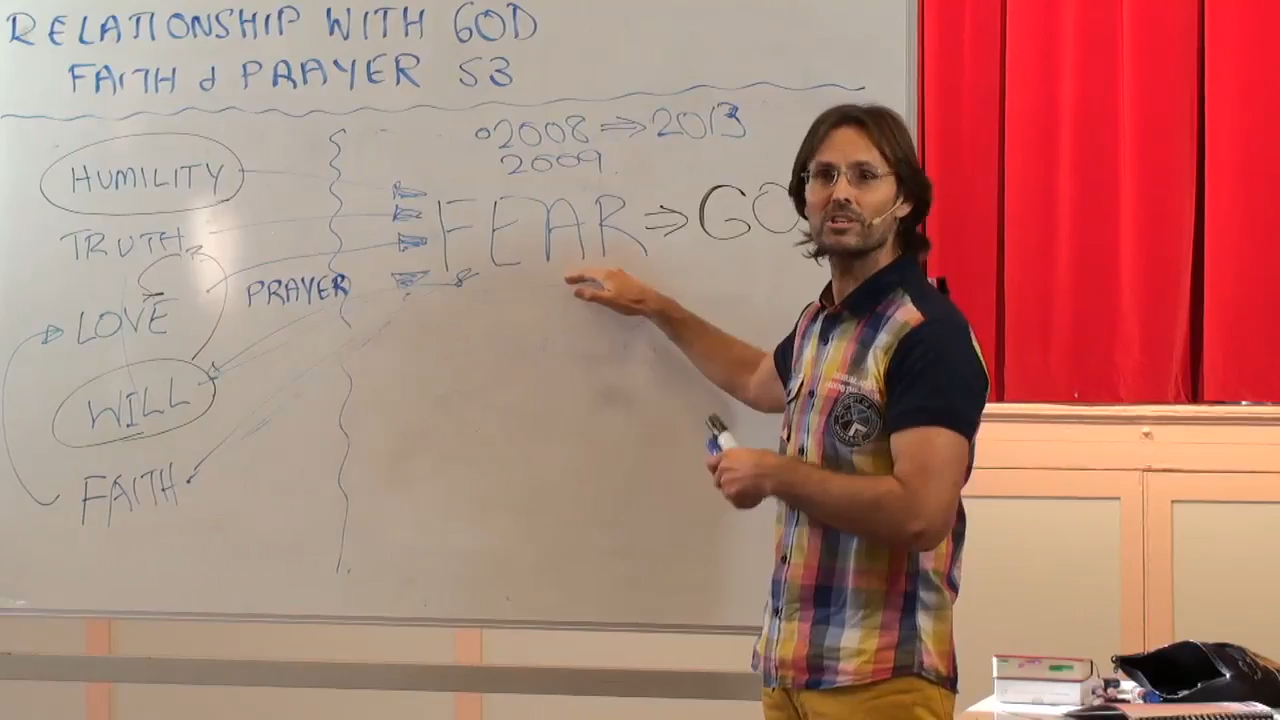 RELATIONSHIP WITH GOD
FAITH & PRAYER S3
2008 ⇒ 2013
2009
HUMILITY
TRUTH
FEAR ⇒ GO
PRAYER
LOVE
WILL
FAITH